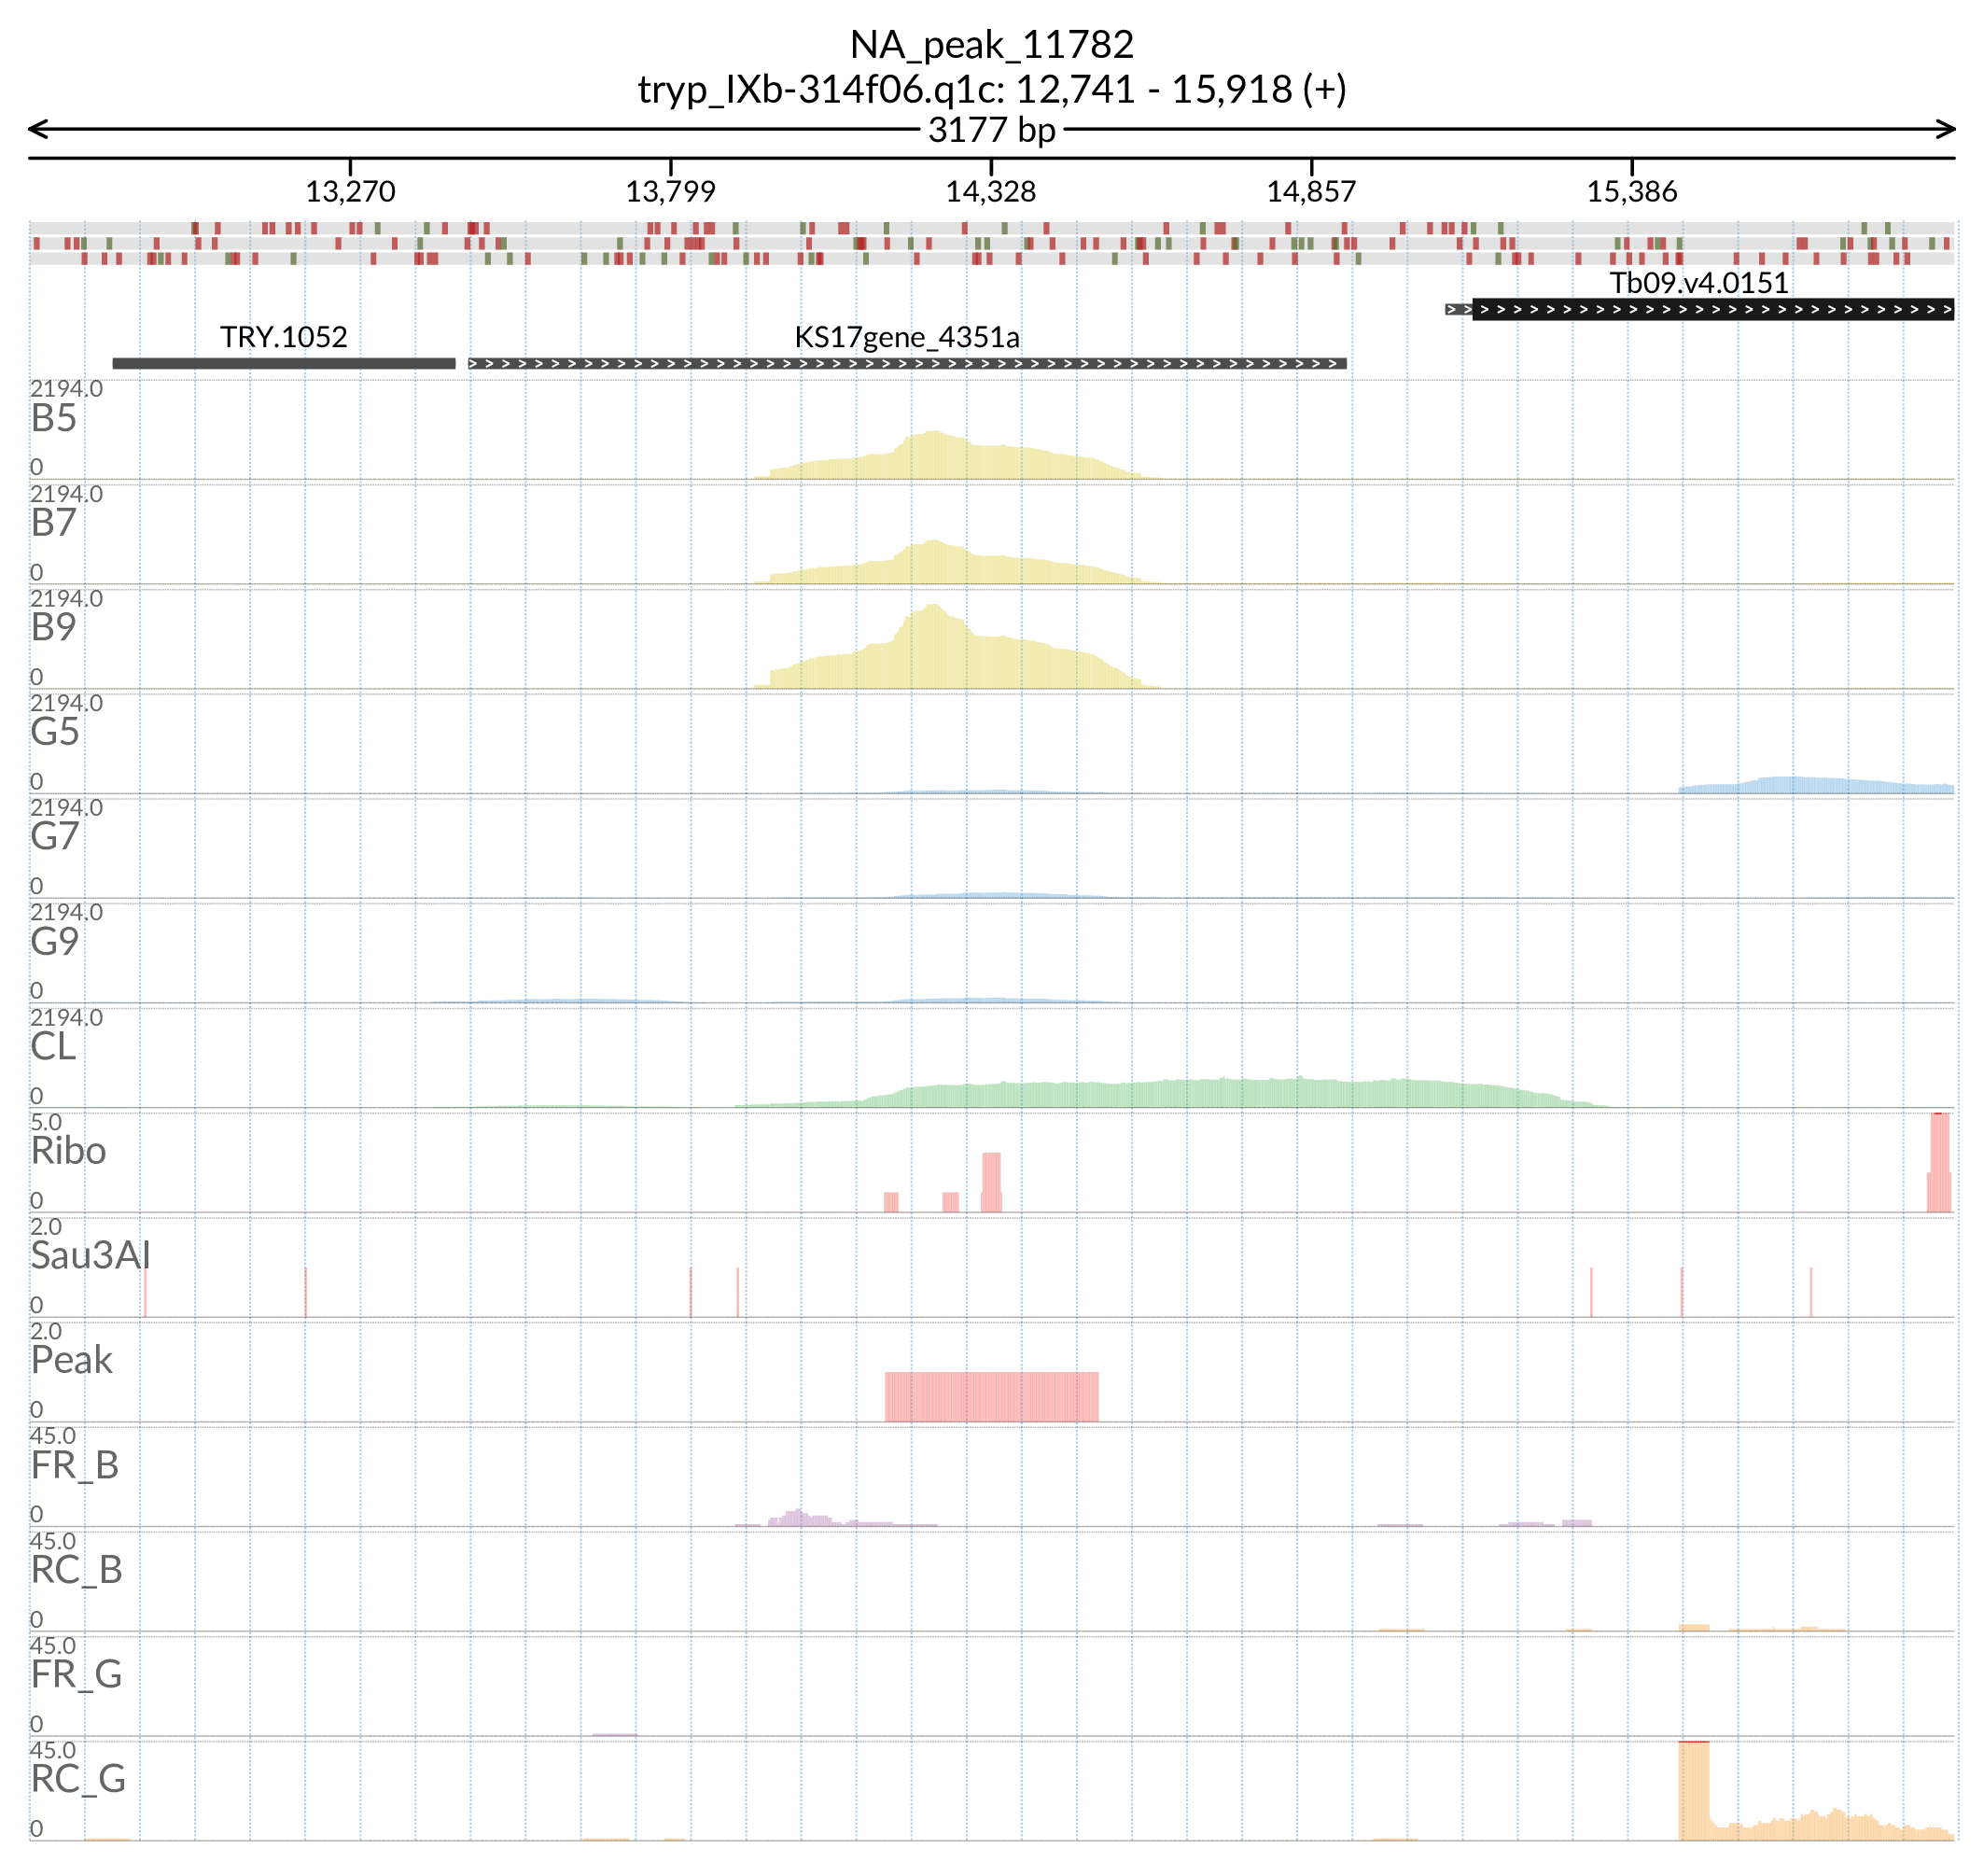 NA_peak_11782
tryp_IXb-314f06.q1c: 12,741 - 15,918 (+)
3177 bp
13,270 13,799 14,328 14,857 15,386
Tb09.v4.0151
TRY.1052 KS17gene_4351a
2194.0
B5
0
2194.0
B7
0
2194.0
B9
0
2194.0
G5
0
2194.0
G7
0
2194.0
G9
0
2194.0
CL
0
5.0
Ribo
0
2.0
Sau3AI
0
2.0
Peak
0
45.0
FR_B
0
45.0
RC_B
0
45.0
FR_G
0
45.0
RC_G
0